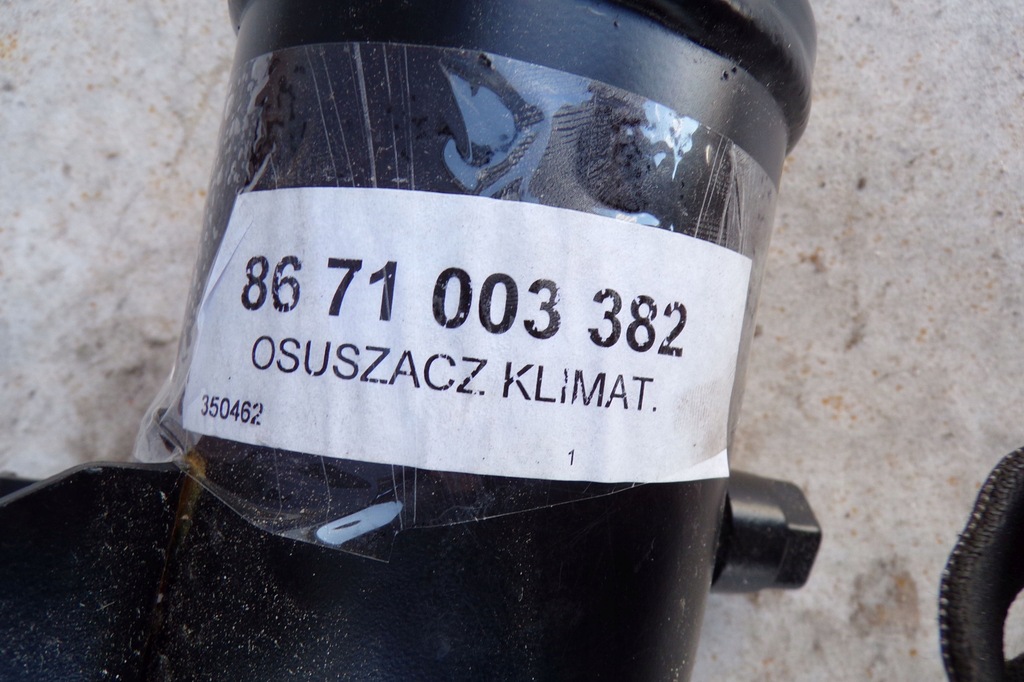 86 71 003 382
OSUSZACZ KLIMAT.
350462
1